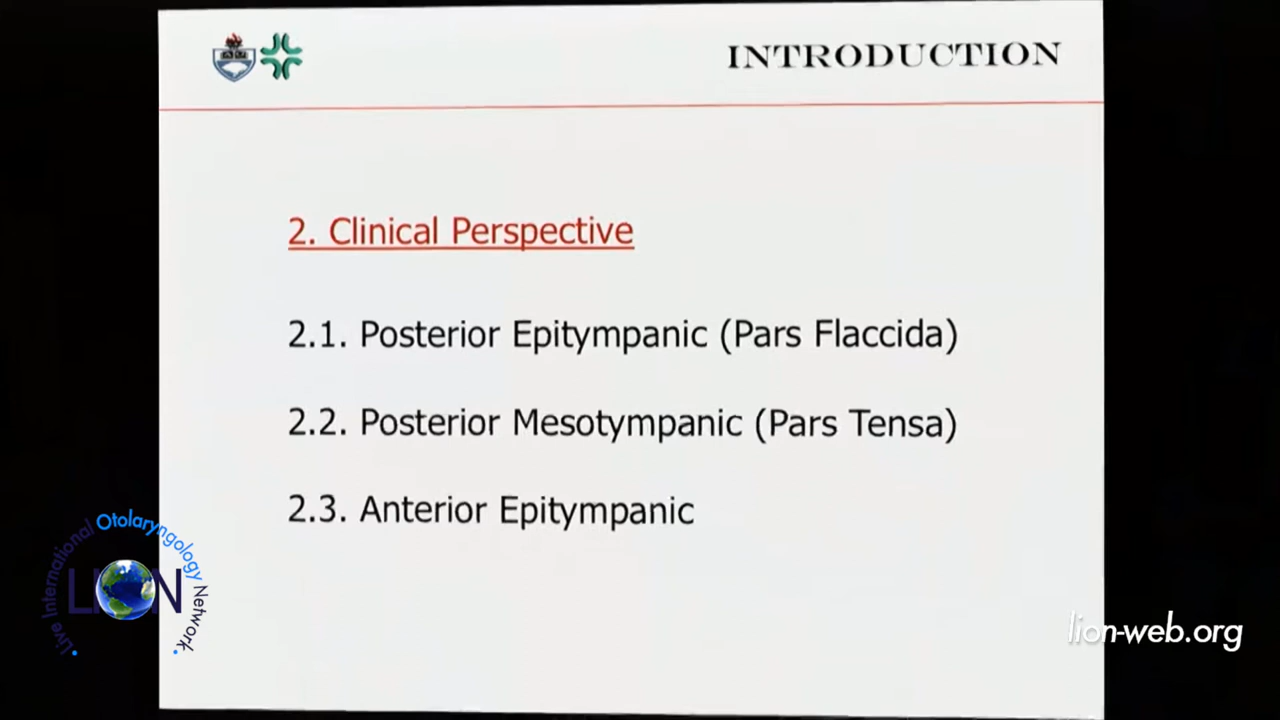 INTRODUCTION
2. Clinical Perspective
2.1. Posterior Epitympanic (Pars Flaccida)
2.2. Posterior Mesotympanic (Pars Tensa)
2.3. Anterior Epitympanic
Live International Otolaryngology Network
LION
lion-web.org